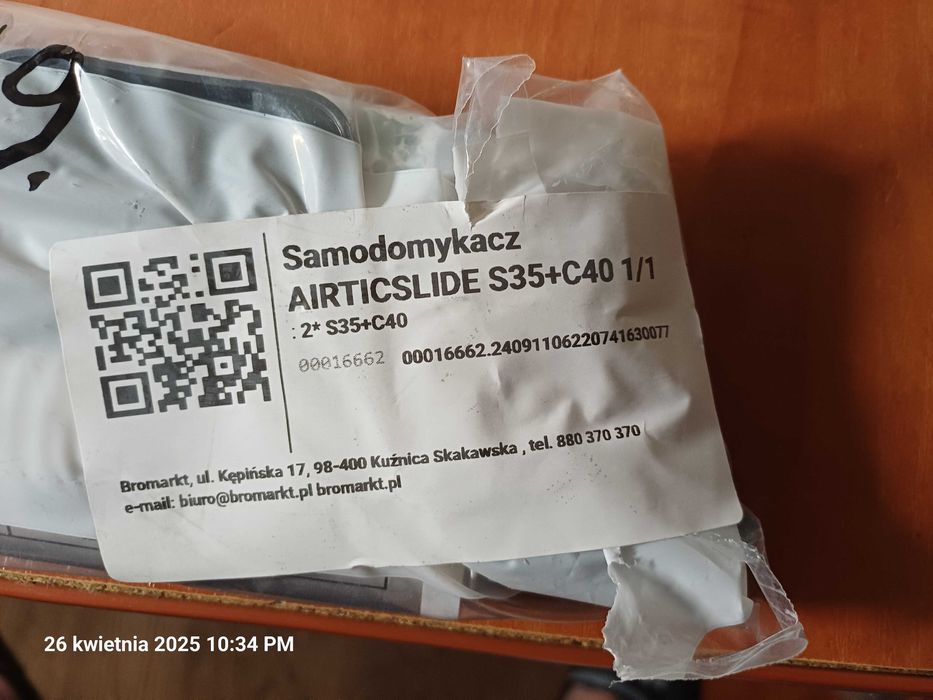 9.
Samodomykacz
AIRTICSLIDE S35+C40 1/1
: 2* S35+C40
00016662 00016662.24091106220741630077
Bromarkt, ul. Kępińska 17, 98-400 Kuźnica Skakawska , tel. 880 370 370
e-mail: biuro@bromarkt.pl bromarkt.pl
26 kwietnia 2025 10:34 PM